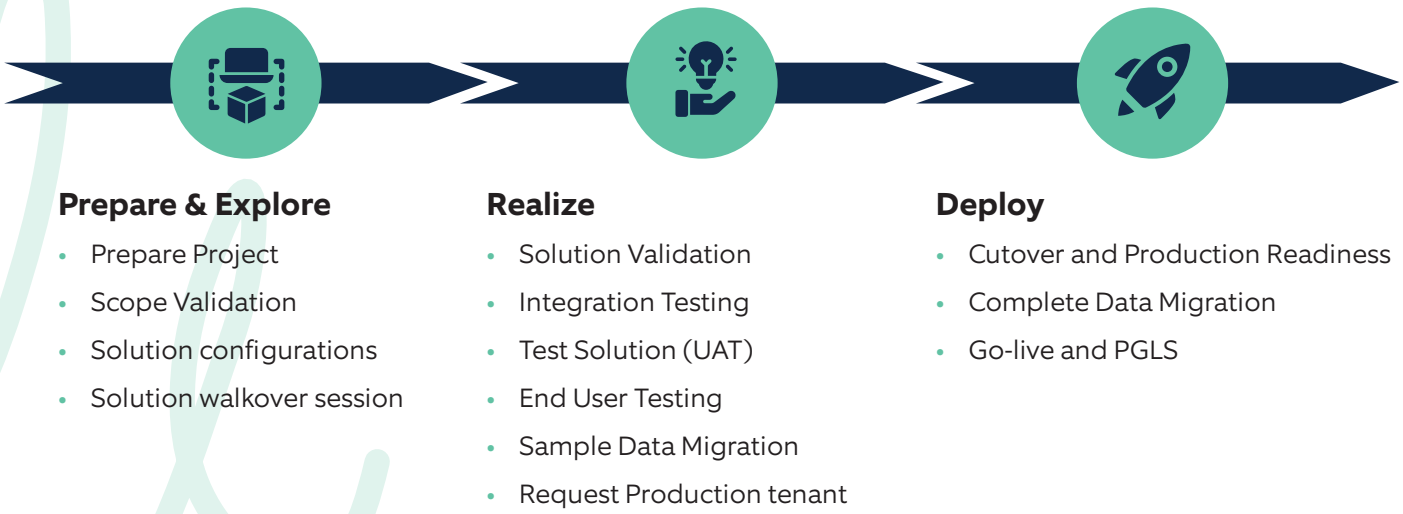 Prepare & Explore
• Prepare Project
• Scope Validation
• Solution configurations
• Solution walkover session
Realize
• Solution Validation
• Integration Testing
• Test Solution (UAT)
• End User Testing
• Sample Data Migration
• Request Production tenant
Deploy
• Cutover and Production Readiness
• Complete Data Migration
• Go-live and PGLS